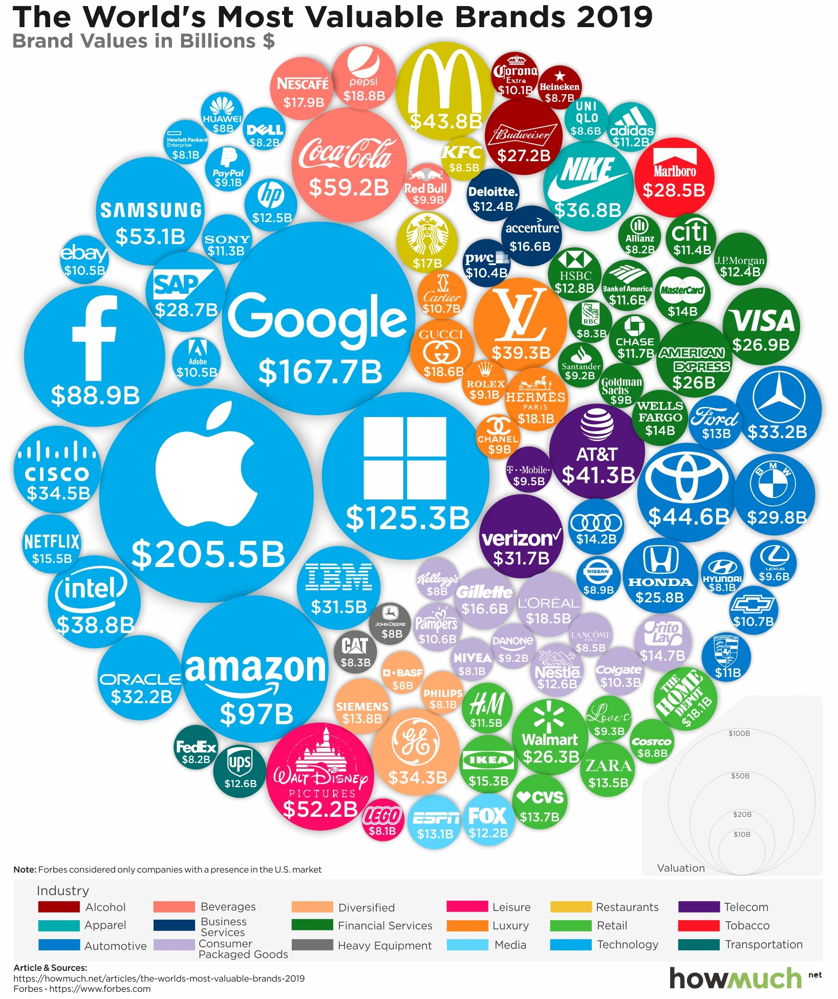 The World's Most Valuable Brands 2019
Brand Values in Billions $
NESCAFÉ
$17.9B
pepsi
$18.8B
$43.8B
Corona
Extra
$10.1B
Heineken
$8.7B
HUAWEI
$8B
DELL
$8.2B
Hewlett Packard
Enterprise
$8.1B
PayPal
$9.1B
Coca-Cola
$59.2B
KFC
$8.5B
Budweiser
$27.2B
UNI
QLO
$8.6B
adidas
$11.2B
SAMSUNG
$53.1B
hp
$12.5B
Red Bull
$9.9B
Deloitte.
$12.4B
NIKE
$36.8B
Marlboro
$28.5B
ebay
$10.5B
SONY
$11.3B
$17B
accenture
$16.6B
pwc
$10.4B
Allianz
$8.2B
citi
$11.4B
J.P.Morgan
$12.4B
SAP
$28.7B
Google
$167.7B
Cartier
$10.7B
LV
$39.3B
HSBC
$12.8B
Bank of America
$11.6B
MasterCard
$14B
f
$88.9B
Adobe
$10.5B
GUCCI
$18.6B
RBC
$8.3B
CHASE
$11.7B
VISA
$26.9B
ROLEX
$9.1B
HERMÈS
PARIS
$18.1B
Santander
$9.2B
Goldman
Sachs
$9B
AMERICAN
EXPRESS
$26B
$205.5B
$125.3B
CHANEL
$9B
AT&T
$41.3B
WELLS
FARGO
$14B
Ford
$13B
$33.2B
CISCO
$34.5B
T··Mobile·
$9.5B
$44.6B
BMW
$29.8B
NETFLIX
$15.5B
verizon
$31.7B
$14.2B
intel
$38.8B
IBM
$31.5B
Kellogg's
$8B
Gillette
$16.6B
L'ORÉAL
$18.5B
NISSAN
$8.9B
HONDA
$25.8B
HYUNDAI
$8.1B
LEXUS
$9.6B
JOHN DEERE
$8B
Pampers
$10.6B
LANCÔME
PARIS
$8.5B
Frito
Lay
$14.7B
$10.7B
ORACLE
$32.2B
amazon
$97B
CAT
$8.3B
NIVEA
$8.1B
DANONE
$9.2B
Nestlé
$12.6B
Colgate
$10.3B
PORSCHE
$11B
BASF
$8B
SIEMENS
$13.8B
PHILIPS
$8.1B
H&M
$11.5B
Walmart
$26.3B
Love's
$9.3B
THE
HOME
DEPOT
$18.1B
FedEx
$8.2B
ups
$12.6B
WALT DISNEY
PICTURES
$52.2B
GE
$34.3B
IKEA
$15.3B
ZARA
$13.5B
COSTCO
$8.8B
LEGO
$8.1B
ESPN
$13.1B
FOX
$12.2B
CVS
$13.7B
$100B
$50B
$20B
$10B
Valuation
Note: Forbes considered only companies with a presence in the U.S. market
Industry
Alcohol
Beverages
Diversified
Leisure
Restaurants
Telecom
Apparel
Business
Services
Financial Services
Luxury
Retail
Tobacco
Automotive
Consumer
Packaged Goods
Heavy Equipment
Media
Technology
Transportation
Article & Sources:
https://howmuch.net/articles/the-worlds-most-valuable-brands-2019
Forbes - https://www.forbes.com
howmuch net